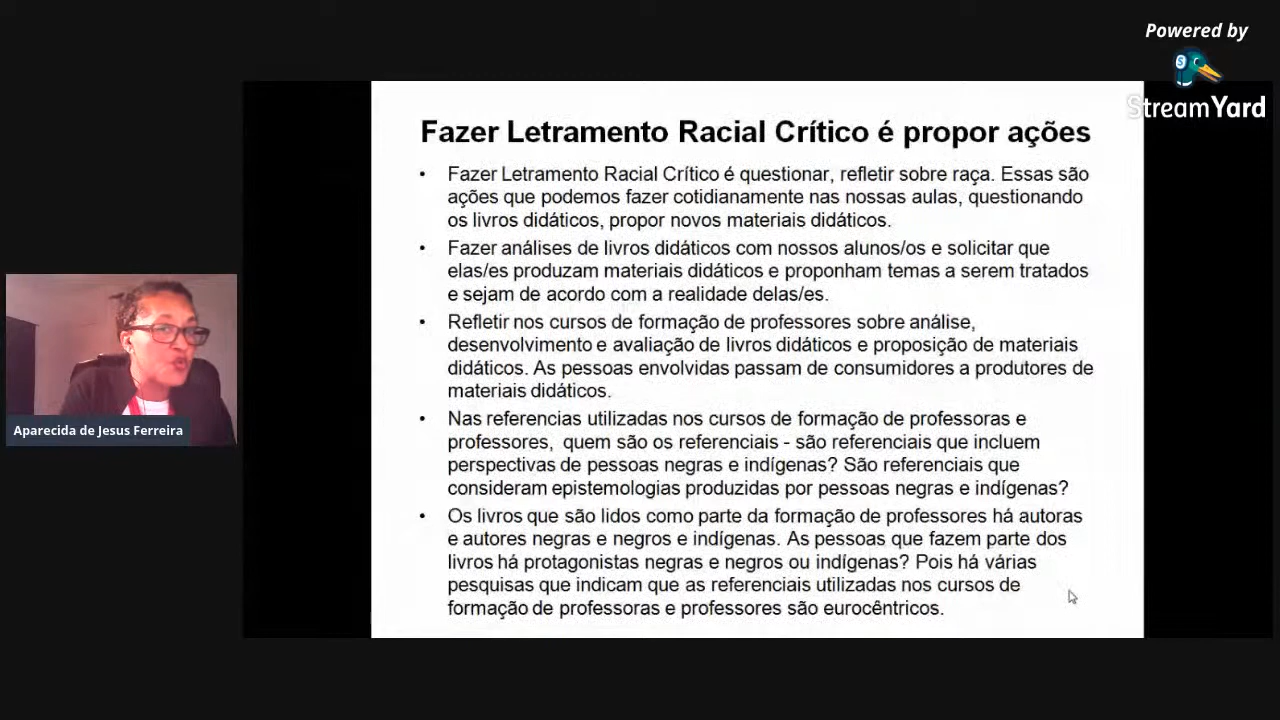 Powered by
StreamYard
Fazer Letramento Racial Crítico é propor ações
• Fazer Letramento Racial Crítico é questionar, refletir sobre raça. Essas são
ações que podemos fazer cotidianamente nas nossas aulas, questionando
os livros didáticos, propor novos materiais didáticos.
• Fazer análises de livros didáticos com nossos alunos/os e solicitar que
elas/es produzam materiais didáticos e proponham temas a serem tratados
e sejam de acordo com a realidade delas/es.
• Refletir nos cursos de formação de professores sobre análise,
desenvolvimento e avaliação de livros didáticos e proposição de materiais
didáticos. As pessoas envolvidas passam de consumidores a produtores de
materiais didáticos.
• Nas referencias utilizadas nos cursos de formação de professoras e
professores, quem são os referenciais - são referenciais que incluem
perspectivas de pessoas negras e indígenas? São referenciais que
consideram epistemologias produzidas por pessoas negras e indígenas?
• Os livros que são lidos como parte da formação de professores há autoras
e autores negras e negros e indígenas. As pessoas que fazem parte dos
livros há protagonistas negras e negros ou indígenas? Pois há várias
pesquisas que indicam que as referenciais utilizadas nos cursos de
formação de professoras e professores são eurocêntricos.
Aparecida de Jesus Ferreira